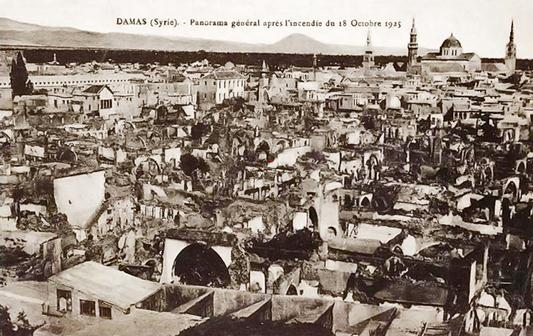 DAMAS (Syrie). - Panorama général après l'incendie du 18 Octobre 1925